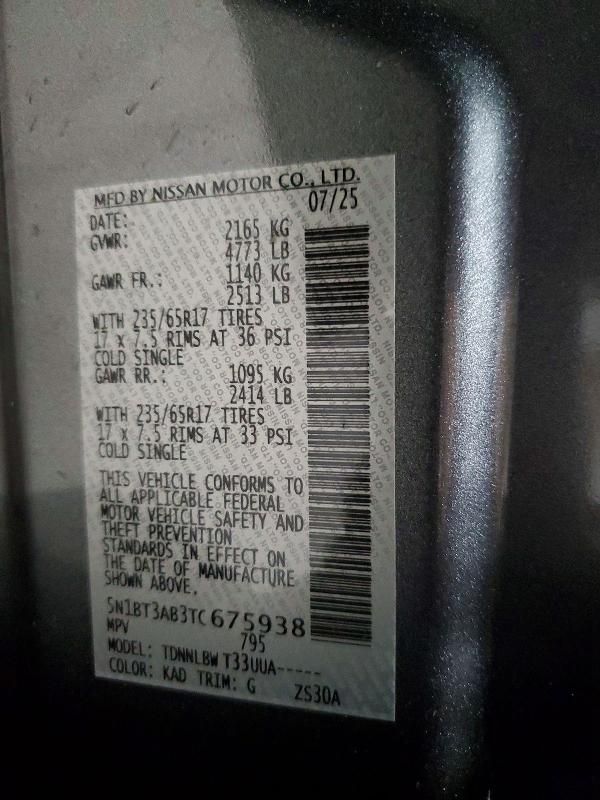 MFD BY NISSAN MOTOR CO., LTD.
DATE: 07/25
GVWR: 2165 KG
4773 LB
GAWR FR.: 1140 KG
2513 LB
WITH 235/65R17 TIRES
17 x 7.5 RIMS AT 36 PSI
COLD SINGLE
GAWR RR.: 1095 KG
2414 LB
WITH 235/65R17 TIRES
17 x 7.5 RIMS AT 33 PSI
COLD SINGLE
THIS VEHICLE CONFORMS TO
ALL APPLICABLE FEDERAL
MOTOR VEHICLE SAFETY AND
THEFT PREVENTION
STANDARDS IN EFFECT ON
THE DATE OF MANUFACTURE
SHOWN ABOVE.
5N1BT3AB3TC675938
MPV 795
MODEL: TDNNLBW T33UUA-----
COLOR: KAD TRIM: G ZS30A